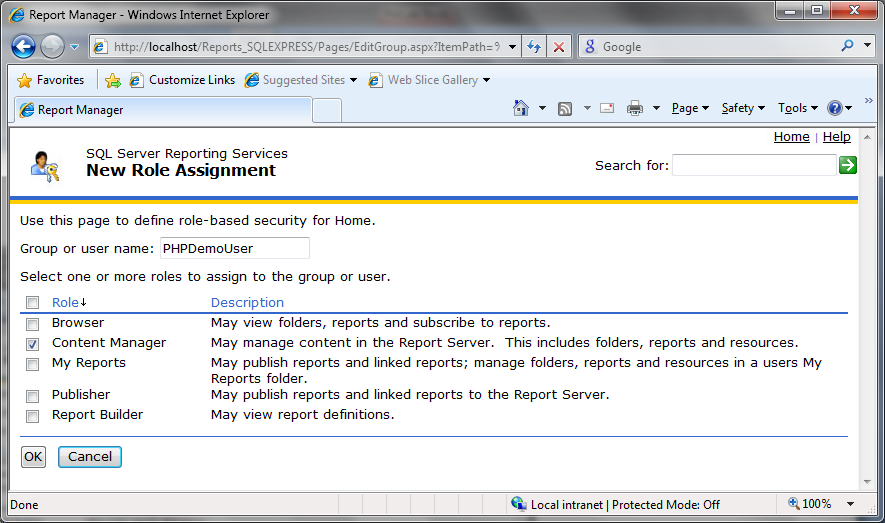 Report Manager - Windows Internet Explorer
http://localhost/Reports_SQLEXPRESS/Pages/EditGroup.aspx?ItemPath=9
Google
Favorites Customize Links Suggested Sites Web Slice Gallery
Report Manager
Page Safety Tools
Home | Help
SQL Server Reporting Services
New Role Assignment
Search for:
Use this page to define role-based security for Home.
Group or user name: PHPDemoUser
Select one or more roles to assign to the group or user.
Role↓ Description
Browser May view folders, reports and subscribe to reports.
Content Manager May manage content in the Report Server. This includes folders, reports and resources.
My Reports May publish reports and linked reports; manage folders, reports and resources in a users My
Reports folder.
Publisher May publish reports and linked reports to the Report Server.
Report Builder May view report definitions.
OK Cancel
Done Local intranet | Protected Mode: Off 100%